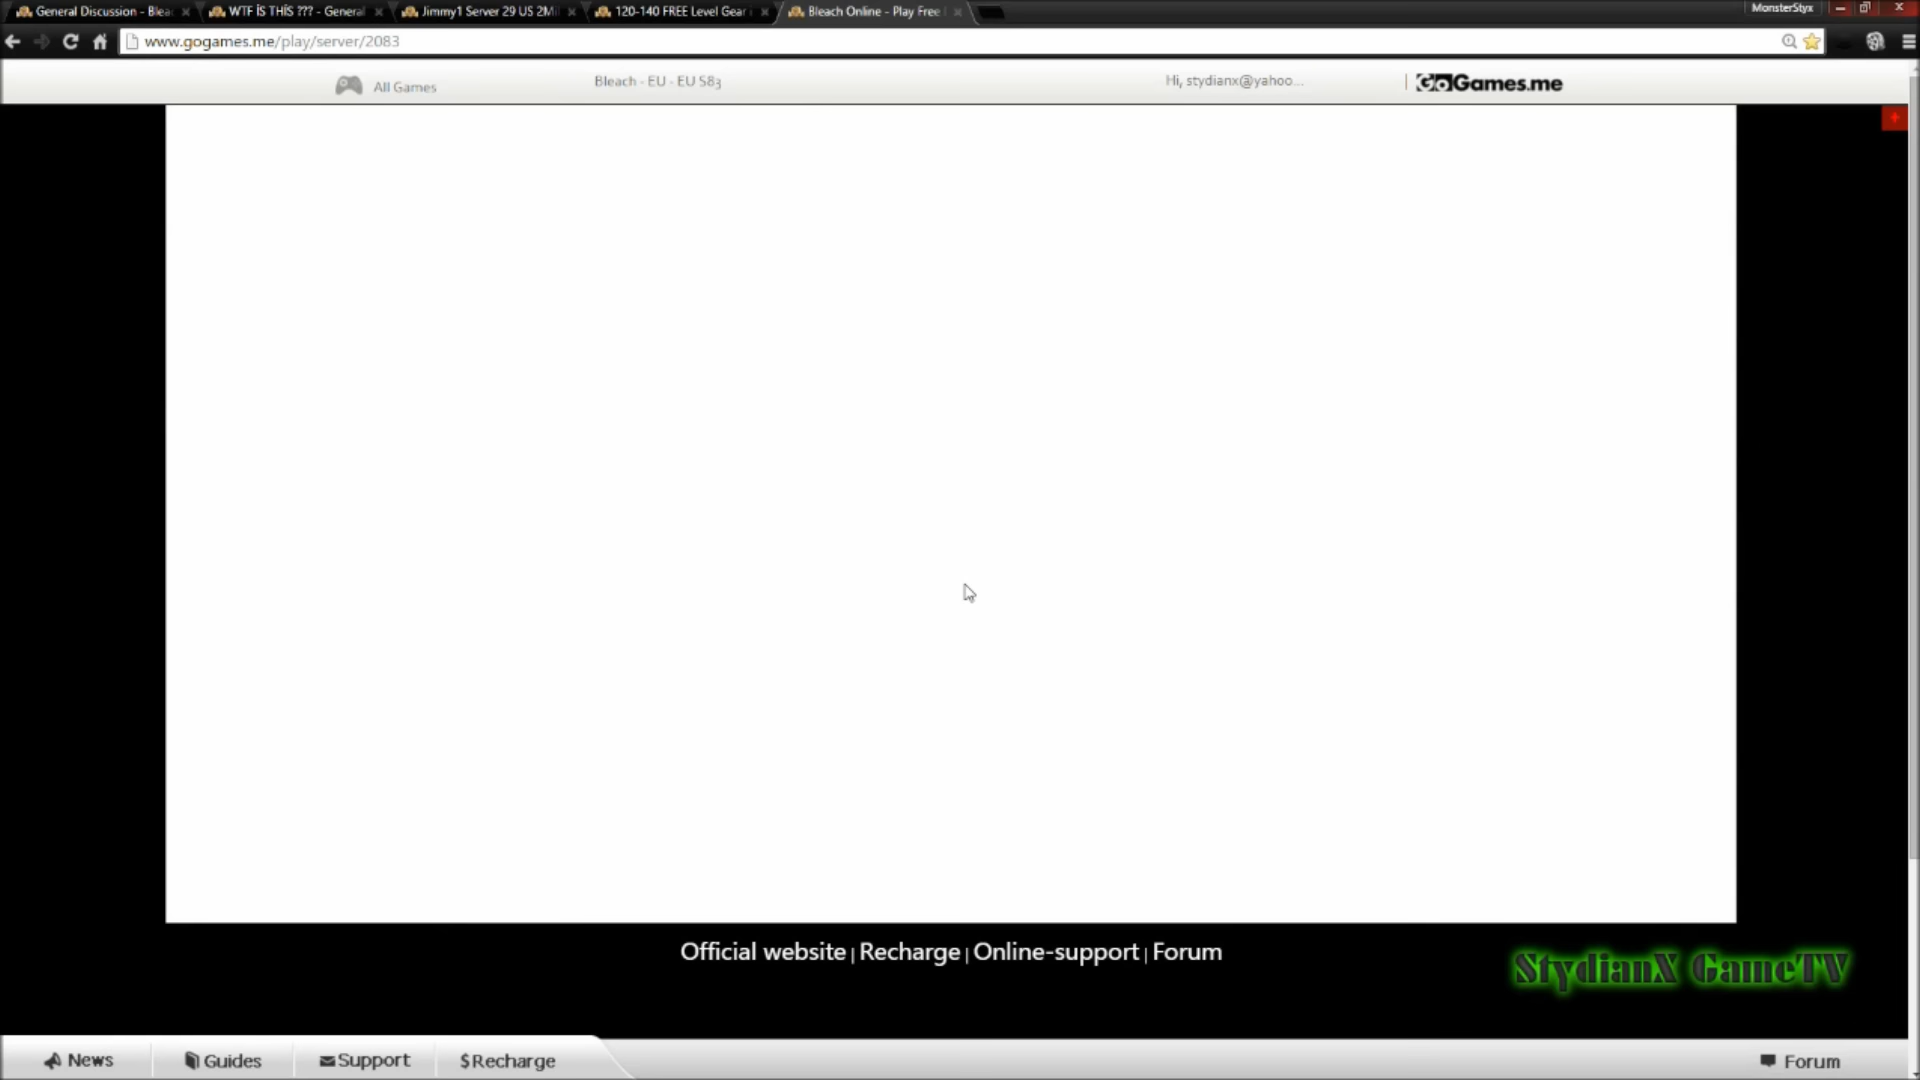 General Discussion - Blea
WTF İS THİS ??? - General
Jimmy1 Server 29 US 2M
120-140 FREE Level Gear
Bleach Online - Play Free
MonsterStyx
www.gogames.me/play/server/2083
All Games
Bleach - EU - EU S83
Hi, stydianx@yahoo...
| GoGames.me
+
Official website | Recharge | Online-support | Forum
StydianX GameTV
News
Guides
Support
$Recharge
Forum